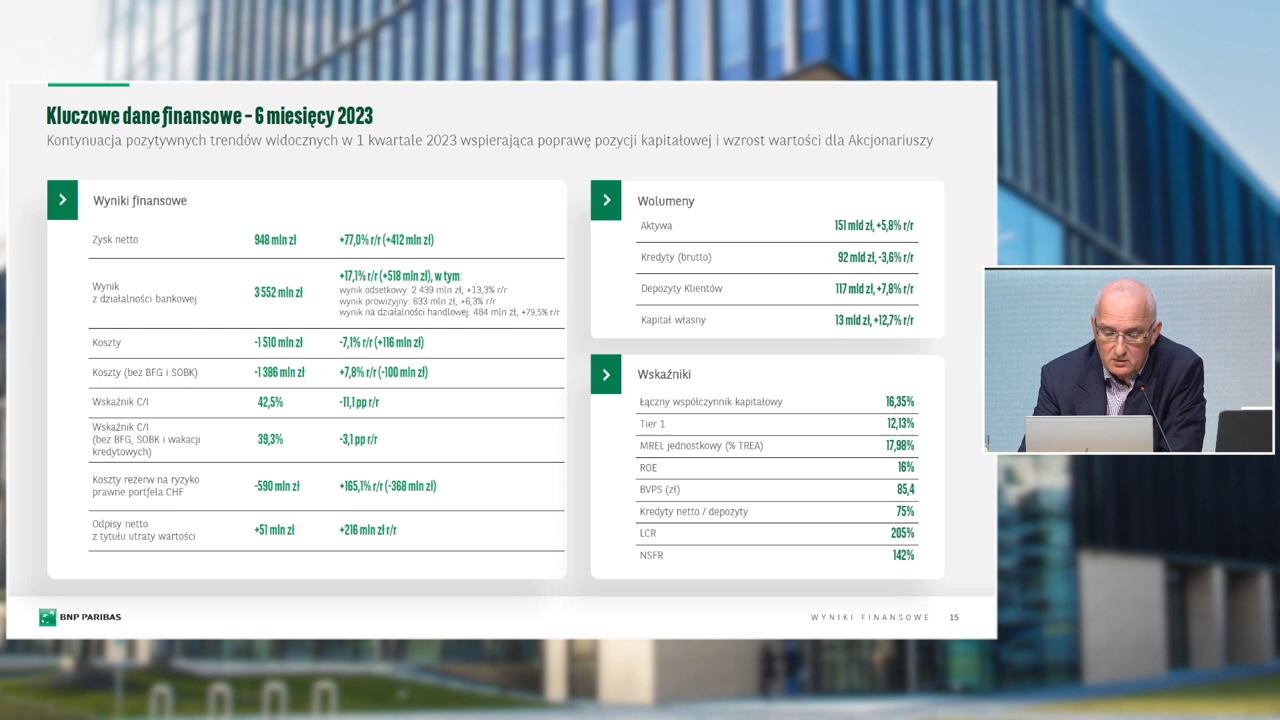 Kluczowe dane finansowe – 6 miesięcy 2023
Kontynuacja pozytywnych trendów widocznych w 1 kwartale 2023 wspierająca poprawę pozycji kapitałowej i wzrost wartości dla Akcjonariuszy
Wyniki finansowe
Zysk netto 948 mln zł +77,0% r/r (+412 mln zł)
Wynik
z działalności bankowej
3 552 mln zł
+17,1% r/r (+518 mln zł), w tym:
wynik odsetkowy: 2 439 mln zł, +13,3% r/r
wynik prowizyjny: 633 mln zł, +6,3% r/r
wynik na działalności handlowej: 484 mln zł, +79,5% r/r
Koszty -1 510 mln zł -7,1% r/r (+116 mln zł)
Koszty (bez BFG i SOBK) -1 386 mln zł +7,8% r/r (-100 mln zł)
Wskaźnik C/I 42,5% -11,1 pp r/r
Wskaźnik C/I
(bez BFG, SOBK i wakacji
kredytowych)
39,3% -3,1 pp r/r
Koszty rezerw na ryzyko
prawne portfela CHF
-590 mln zł +165,1% r/r (-368 mln zł)
Odpisy netto
z tytułu utraty wartości
+51 mln zł +216 mln zł r/r
Wolumeny
Aktywa 151 mld zł, +5,8% r/r
Kredyty (brutto) 92 mld zł, -3,6% r/r
Depozyty Klientów 117 mld zł, +7,8% r/r
Kapitał własny 13 mld zł, +12,7% r/r
Wskaźniki
Łączny współczynnik kapitałowy 16,35%
Tier 1 12,13%
MREL jednostkowy (% TREA) 17,98%
ROE 16%
BVPS (zł) 85,4
Kredyty netto / depozyty 75%
LCR 205%
NSFR 142%
BNP PARIBAS
WYNIKI FINANSOWE 15